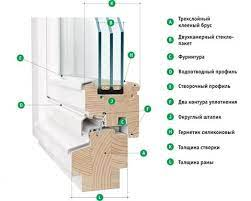 A Трехслойный
клееный брус
B Двухкамерный стекло-
пакет
C Фурнитура
D Водоотводный профиль
E Створочный профиль
F Два контура уплотнения
G Округлый штапик
H Герметик силиконовый
I Толщина створки
J Толщина рамы